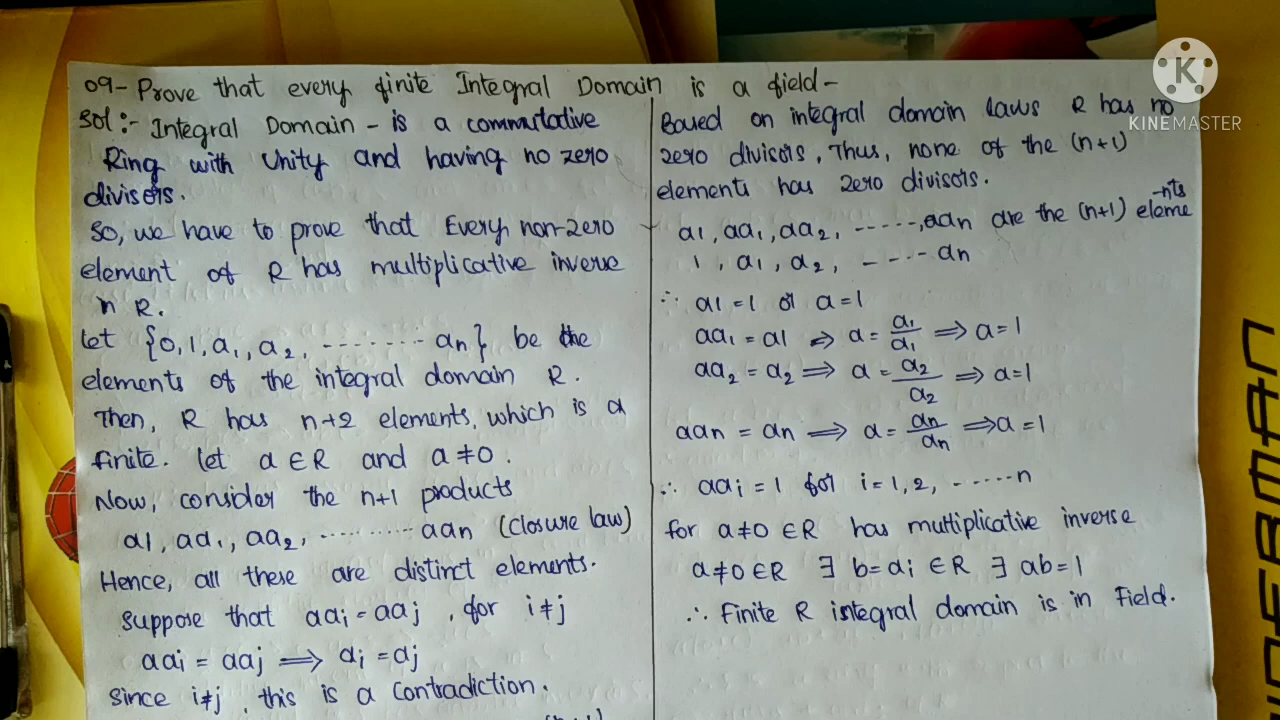 09- Prove that every finite Integral Domain is a field-
Sol:- Integral Domain - is a commutative
Ring with Unity and having no zero
divisors.
So, we have to prove that Every non-zero
element of R has multiplicative inverse
in R.
Let {0, 1, a1, a2, ........ an} be the
elements of the integral domain R.
Then, R has n+2 elements, which is a
finite. Let a ∈ R and a ≠ 0.
Now, consider the n+1 products
a1, aa1, aa2, .......... aan (Closure law)
Hence, all these are distinct elements.
Suppose that aai = aaj, for i ≠ j
aai = aaj ⟹ ai = aj
Since i≠j, this is a contradiction.
Based on integral domain laws R has no
zero divisors, Thus, none of the (n+1)
elements has zero divisors.
a1, aa1, aa2, ......, aan are the (n+1) eleme
-nts
1, a1, a2, ..... an
∴ a1 = 1 or a = 1
aa1 = a1 ⟹ a = a1/a1 ⟹ a = 1
aa2 = a2 ⟹ a = a2/a2 ⟹ a = 1
aan = an ⟹ a = an/an ⟹ a = 1
∴ aai = 1 for i = 1, 2, ...... n
for a ≠ 0 ∈ R has multiplicative inverse
a ≠ 0 ∈ R ∃ b = ai ∈ R ∃ ab = 1
∴ Finite R integral domain is in Field.
K
KINEMASTER